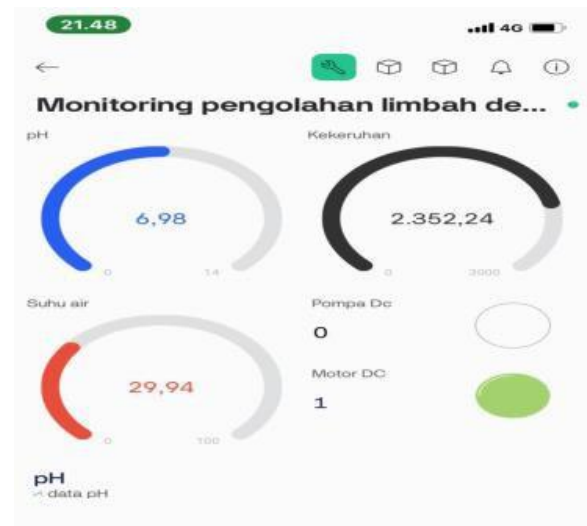 21.48
4G
Monitoring pengolahan limbah de...
pH
Kekeruhan
6,98
2.352,24
0
14
0
3000
Suhu air
Pompa Dc
0
Motor DC
29,94
1
0
100
pH
data pH